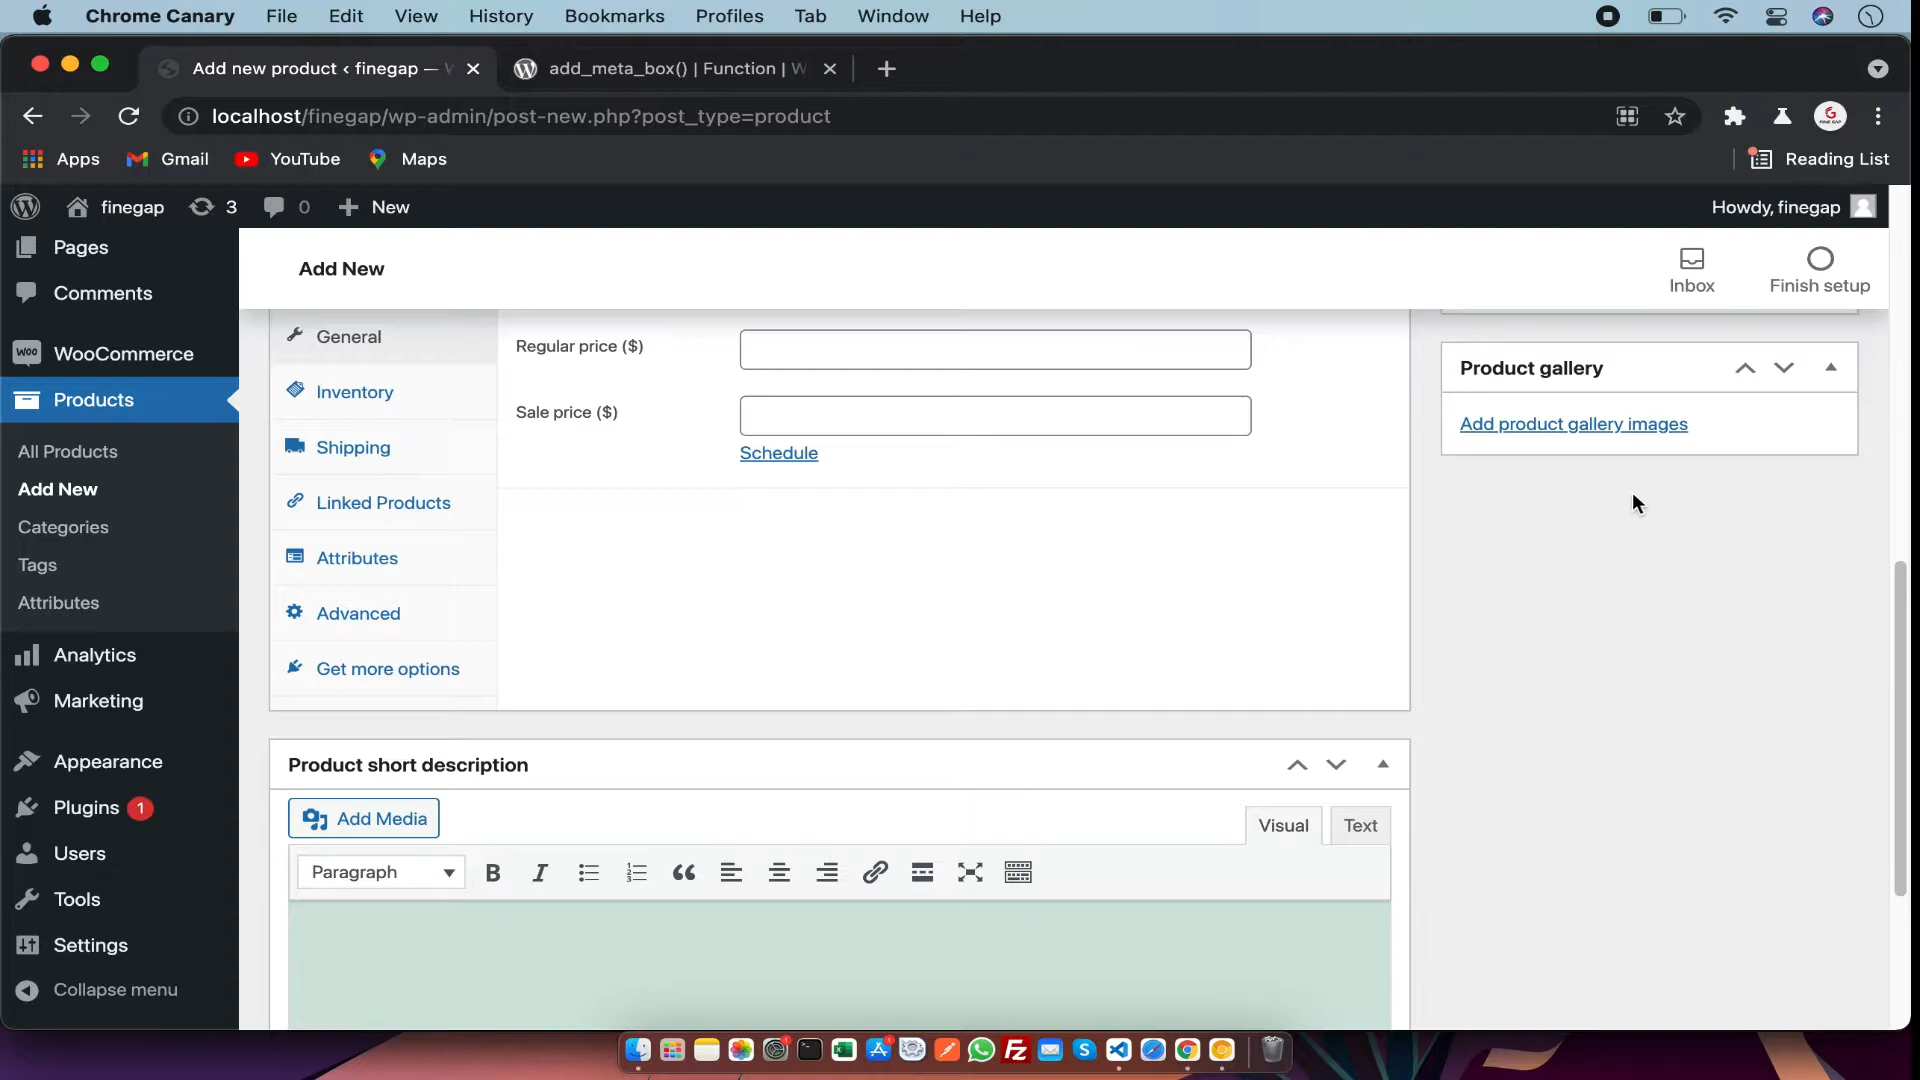 Chrome Canary File Edit View History Bookmarks Profiles Tab Window Help
Add new product ‹ finegap —
add_meta_box() | Function | W
localhost/finegap/wp-admin/post-new.php?post_type=product
Apps Gmail YouTube Maps Reading List
finegap 3 0 New Howdy, finegap
Pages
Comments
WooCommerce
Products
All Products
Add New
Categories
Tags
Attributes
Analytics
Marketing
Appearance
Plugins 1
Users
Tools
Settings
Collapse menu
Add New
Inbox
Finish setup
General
Inventory
Shipping
Linked Products
Attributes
Advanced
Get more options
Regular price ($)
Sale price ($)
Schedule
Product gallery
Add product gallery images
Product short description
Add Media
Visual Text
Paragraph